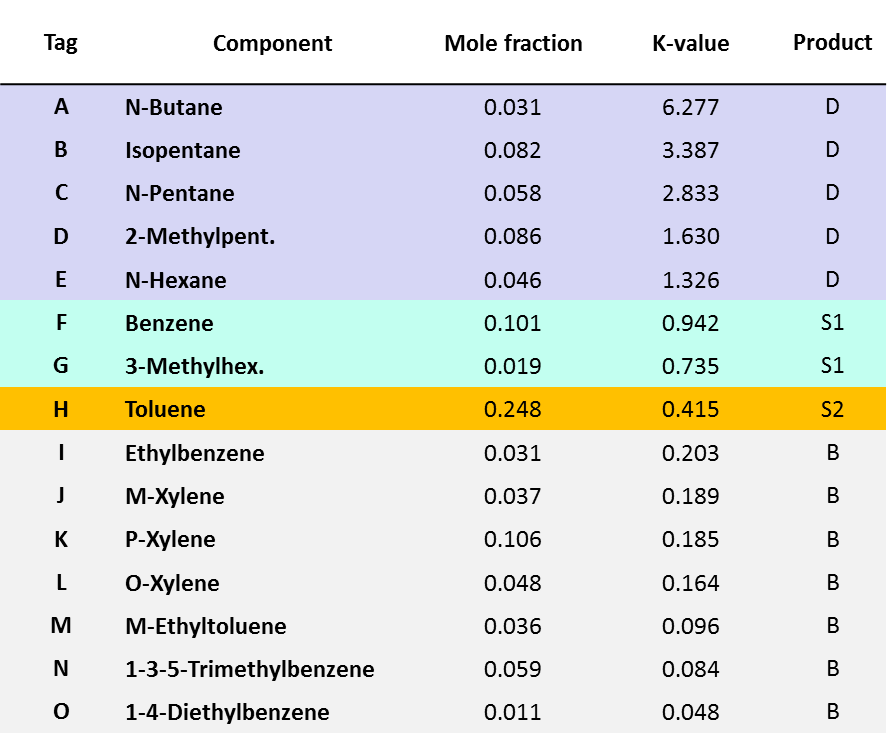 Tag Component Mole fraction K-value Product
A N-Butane 0.031 6.277 D
B Isopentane 0.082 3.387 D
C N-Pentane 0.058 2.833 D
D 2-Methylpent. 0.086 1.630 D
E N-Hexane 0.046 1.326 D
F Benzene 0.101 0.942 S1
G 3-Methylhex. 0.019 0.735 S1
H Toluene 0.248 0.415 S2
I Ethylbenzene 0.031 0.203 B
J M-Xylene 0.037 0.189 B
K P-Xylene 0.106 0.185 B
L O-Xylene 0.048 0.164 B
M M-Ethyltoluene 0.036 0.096 B
N 1-3-5-Trimethylbenzene 0.059 0.084 B
O 1-4-Diethylbenzene 0.011 0.048 B